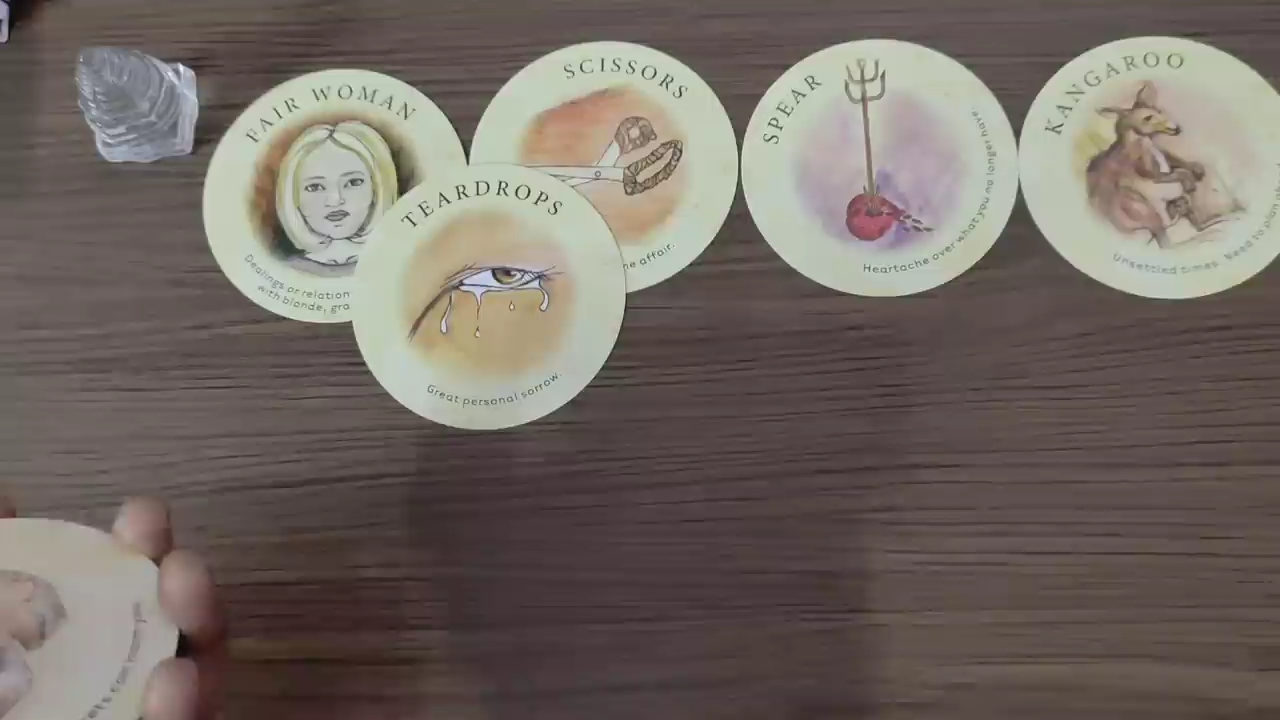 FAIR WOMAN
Dealings or relation
with blonde, gra
SCISSORS
affair.
TEARDROPS
Great personal sorrow.
SPEAR
Heartache over what you no longer have.
KANGAROO
Unsettled times. Need to plan